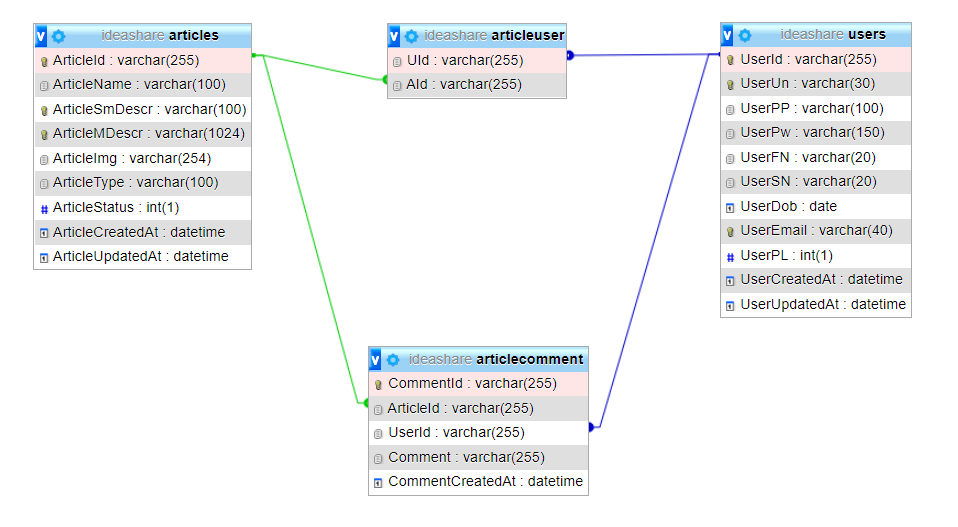 v ideashare articles
ArticleId : varchar(255)
ArticleName : varchar(100)
ArticleSmDescr : varchar(100)
ArticleMDescr : varchar(1024)
ArticleImg : varchar(254)
ArticleType : varchar(100)
# ArticleStatus : int(1)
ArticleCreatedAt : datetime
ArticleUpdatedAt : datetime
v ideashare articleuser
UId : varchar(255)
AId : varchar(255)
v ideashare users
UserId : varchar(255)
UserUn : varchar(30)
UserPP : varchar(100)
UserPw : varchar(150)
UserFN : varchar(20)
UserSN : varchar(20)
UserDob : date
UserEmail : varchar(40)
# UserPL : int(1)
UserCreatedAt : datetime
UserUpdatedAt : datetime
v ideashare articlecomment
CommentId : varchar(255)
ArticleId : varchar(255)
UserId : varchar(255)
Comment : varchar(255)
CommentCreatedAt : datetime